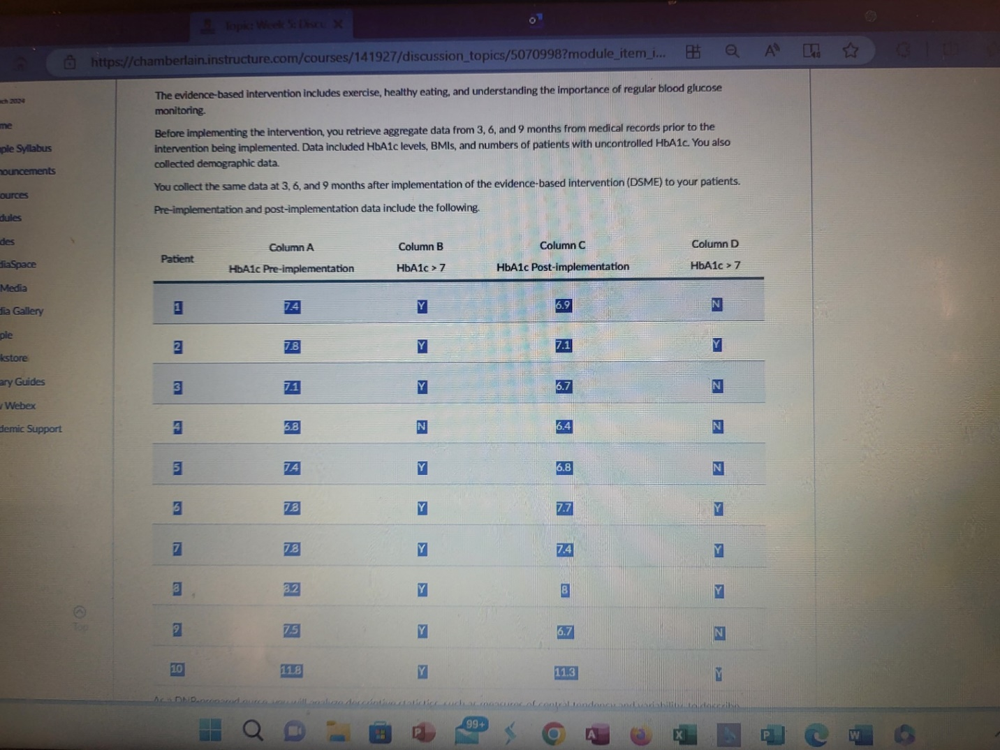 Topic: Week 5: Discu
https://chamberlain.instructure.com/courses/141927/discussion_topics/5070998?module_item_i...
ch 2024
me
ple Syllabus
nouncements
ources
dules
des
diaSpace
Media
dia Gallery
ple
kstore
ary Guides
Webex
demic Support
Top
The evidence-based intervention includes exercise, healthy eating, and understanding the importance of regular blood glucose
monitoring.
Before implementing the intervention, you retrieve aggregate data from 3, 6, and 9 months from medical records prior to the
intervention being implemented. Data included HbA1c levels, BMIs, and numbers of patients with uncontrolled HbA1c. You also
collected demographic data.
You collect the same data at 3, 6, and 9 months after implementation of the evidence-based intervention (DSME) to your patients.
Pre-implementation and post-implementation data include the following.
Column A Column B Column C Column D
Patient
HbA1c Pre-implementation HbA1c > 7 HbA1c Post-implementation HbA1c > 7
1 7.4 Y 6.9 N
2 7.8 Y 7.1 Y
3 7.1 Y 6.7 N
4 6.8 N 6.4 N
5 7.4 Y 6.8 N
6 7.8 Y 7.7 Y
7 7.8 Y 7.4 Y
8 8.2 Y 8 Y
9 7.5 Y 6.7 N
10 11.8 Y 11.3 Y
99+